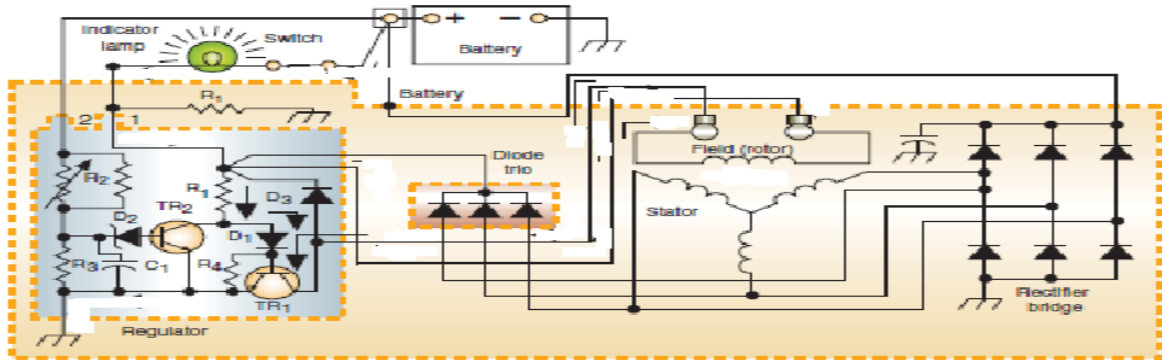 Indicator
lamp
Switch
+ −
Battery
Battery
R1
2 1
R2
R1
D3
TR2
D2
D1
R3
C1
R4
TR1
Regulator
Diode
trio
Field (rotor)
Stator
Rectifier
bridge